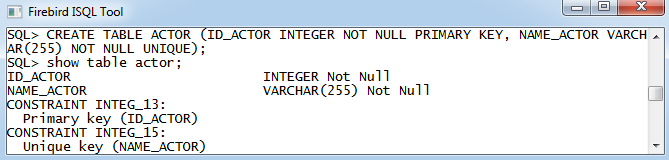 Firebird ISQL Tool
SQL> CREATE TABLE ACTOR (ID_ACTOR INTEGER NOT NULL PRIMARY KEY, NAME_ACTOR VARCH
AR(255) NOT NULL UNIQUE);
SQL> show table actor;
ID_ACTOR                        INTEGER Not Null
NAME_ACTOR                      VARCHAR(255) Not Null
CONSTRAINT INTEG_13:
  Primary key (ID_ACTOR)
CONSTRAINT INTEG_15:
  Unique key (NAME_ACTOR)